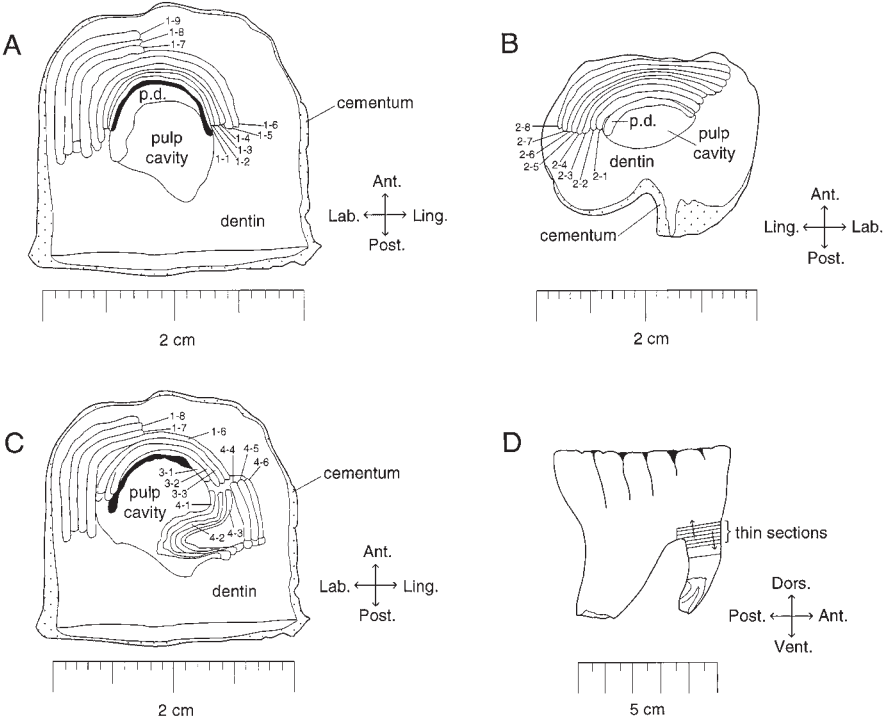 A
1-9
1-8
1-7
p.d.
pulp
cavity
1-6
1-5
1-4
1-3
1-2
1-1
cementum
dentin
Ant.
Lab. Ling.
Post.
2 cm
B
2-8
2-7
2-6
2-5
2-4
2-3
2-2
2-1
p.d.
pulp
cavity
dentin
cementum
Ant.
Ling. Lab.
Post.
2 cm
C
1-8
1-7
1-6
4-4
4-5
4-6
3-1
3-2
3-3
4-1
4-2
4-3
pulp
cavity
cementum
dentin
Ant.
Lab. Ling.
Post.
2 cm
D
thin sections
Dors.
Post. Ant.
Vent.
5 cm